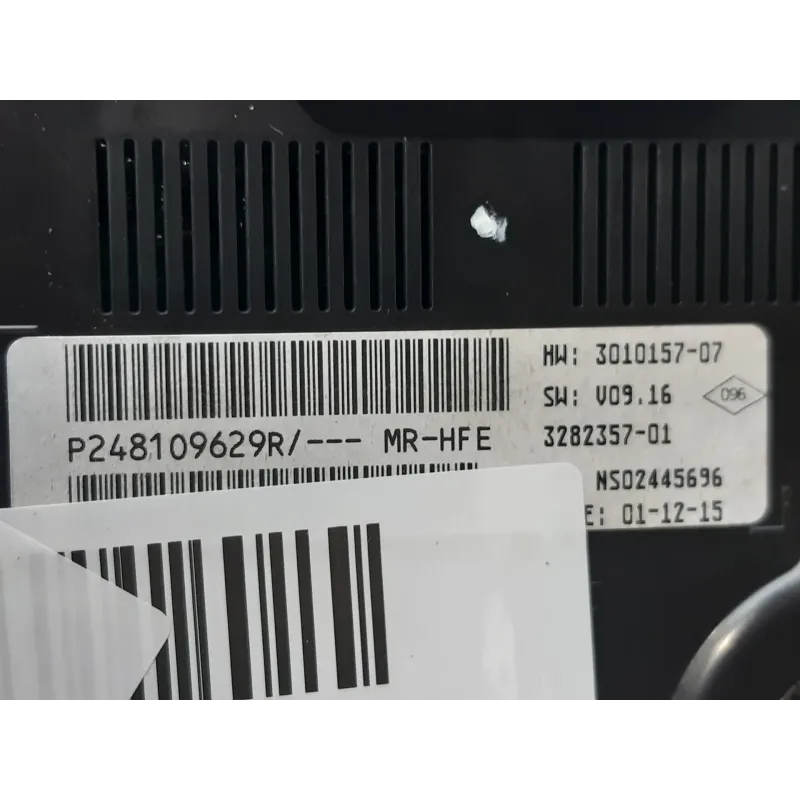 HW: 3010157-07
SW: V09.16
096
P248109629R/--- MR-HFE
3282357-01
NS02445696
E: 01-12-15